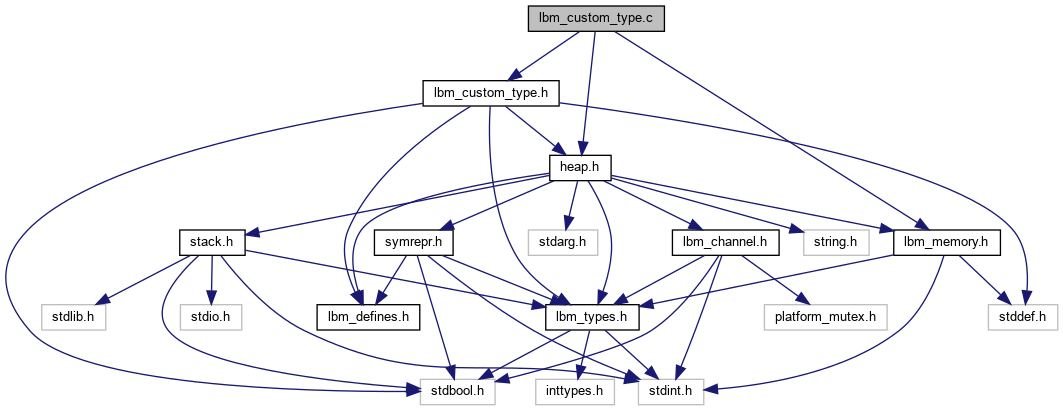 lbm_custom_type.c
lbm_custom_type.h
heap.h
stack.h
symrepr.h
stdarg.h
lbm_channel.h
string.h
lbm_memory.h
stdlib.h
stdio.h
lbm_defines.h
lbm_types.h
platform_mutex.h
stddef.h
stdbool.h
inttypes.h
stdint.h